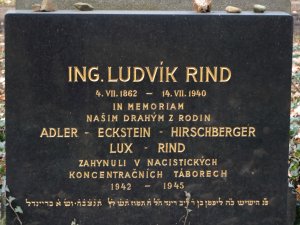 ING. LUDVÍK RIND
4. VII. 1862 — 14. VII. 1940
IN MEMORIAM
NAŠIM DRAHÝM Z RODIN
ADLER - ECKSTEIN - HIRSCHBERGER
LUX - RIND
ZAHYNULI V NACISTICKÝCH
KONCENTRAČNÍCH TÁBORECH
1942 — 1945